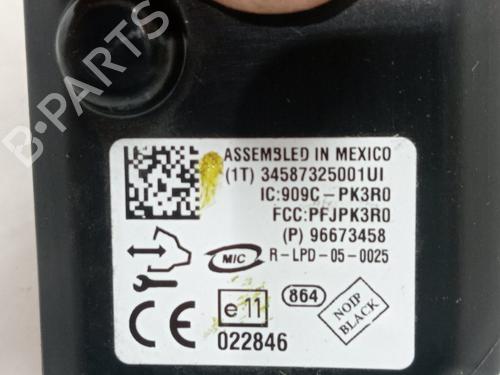 B-PARTS
ASSEMBLED IN MEXICO
(1T) 34587325001UI
IC:909C-PK3R0
FCC:PFJPK3R0
(P) 96673458
MIC R-LPD-05-0025
CE e11 864 NOIR BLACK
022846